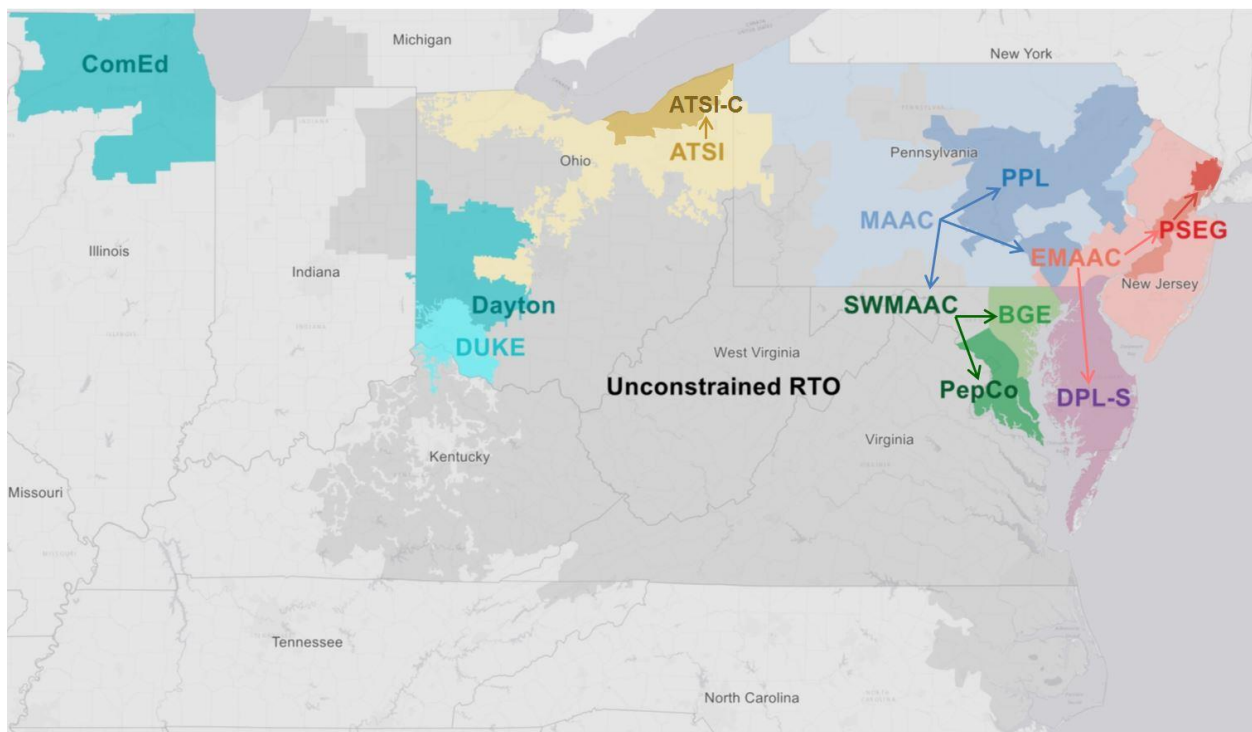 Michigan
New York
ComEd
ATSI-C
ATSI
Ohio
Pennsylvania
PPL
MAAC
PSEG
EMAAC
Illinois
Indiana
New Jersey
SWMAAC
Dayton
BGE
DUKE
West Virginia
Unconstrained RTO
PepCo
DPL-S
Virginia
Kentucky
Missouri
Tennessee
North Carolina